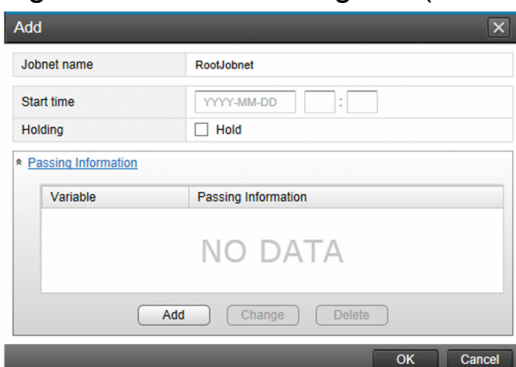 Add
Jobnet name RootJobnet
Start time YYYY-MM-DD :
Holding Hold
Passing Information
Variable Passing Information
NO DATA
Add Change Delete
OK Cancel